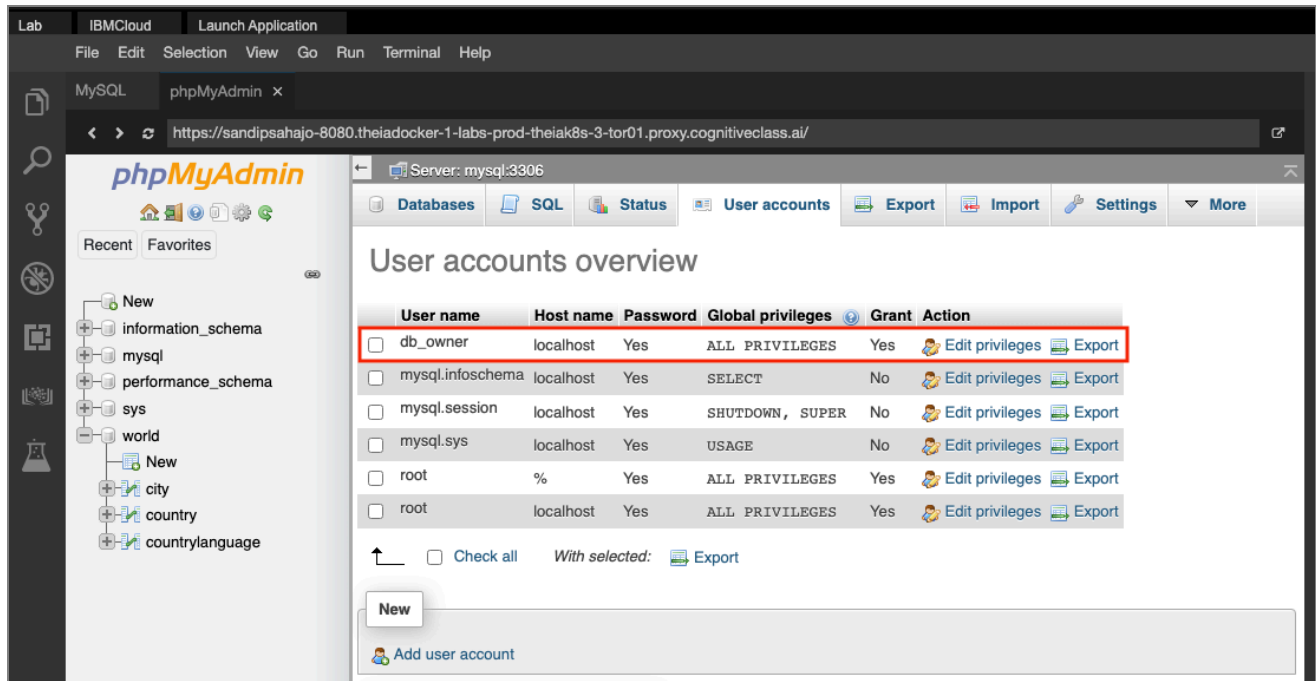 Lab IBMCloud Launch Application
File Edit Selection View Go Run Terminal Help
MySQL phpMyAdmin ×
https://sandipsahajo-8080.theiadocker-1-labs-prod-theiak8s-3-tor01.proxy.cognitiveclass.ai/
phpMyAdmin
Recent Favorites
New
information_schema
mysql
performance_schema
sys
world
New
city
country
countrylanguage
Server: mysql:3306
Databases SQL Status User accounts Export Import Settings More
User accounts overview
User name Host name Password Global privileges Grant Action
db_owner localhost Yes ALL PRIVILEGES Yes Edit privileges Export
mysql.infoschema localhost Yes SELECT No Edit privileges Export
mysql.session localhost Yes SHUTDOWN, SUPER No Edit privileges Export
mysql.sys localhost Yes USAGE No Edit privileges Export
root % Yes ALL PRIVILEGES Yes Edit privileges Export
root localhost Yes ALL PRIVILEGES Yes Edit privileges Export
Check all With selected: Export
New
Add user account